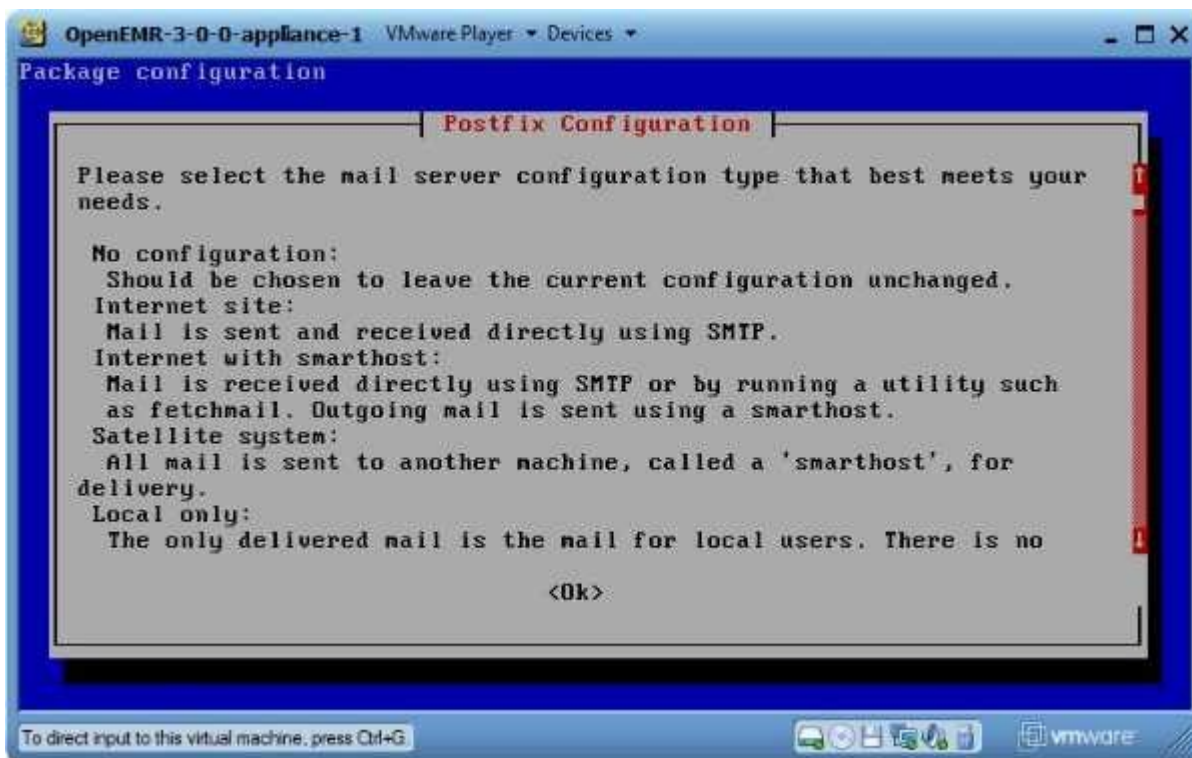 OpenEMR-3-0-0-appliance-1 VMware Player Devices
Package configuration
Postfix Configuration
Please select the mail server configuration type that best meets your
needs.
No configuration:
Should be chosen to leave the current configuration unchanged.
Internet site:
Mail is sent and received directly using SMTP.
Internet with smarthost:
Mail is received directly using SMTP or by running a utility such
as fetchmail. Outgoing mail is sent using a smarthost.
Satellite system:
All mail is sent to another machine, called a 'smarthost', for
delivery.
Local only:
The only delivered mail is the mail for local users. There is no
<Ok>
To direct input to this virtual machine, press Ctrl+G. vmware